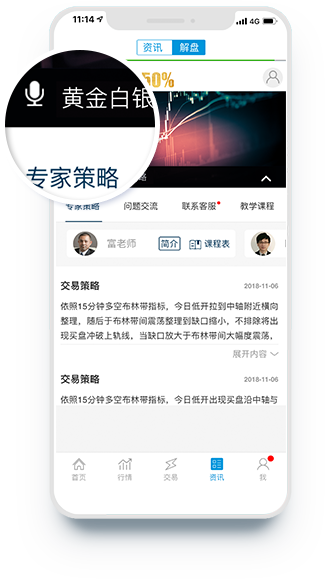 11:14
4G
资讯 解盘
50%
黄金白银
略
专家策略
专家策略 问题交流 联系客服 教学课程
富老师 简介 课程表
交易策略 2018-11-06
依照15分钟多空布林带指标，今日低开拉到中轴附近横向
整理，随后于布林带间震荡整理到缺口缩小，不排除将出
现买盘冲破上轨线，当缺口放大于布林带间大幅度震荡，
展开内容
交易策略 2018-11-06
依照15分钟多空布林带指标，今日低开出现买盘沿中轴与
首页 行情 交易 资讯 我